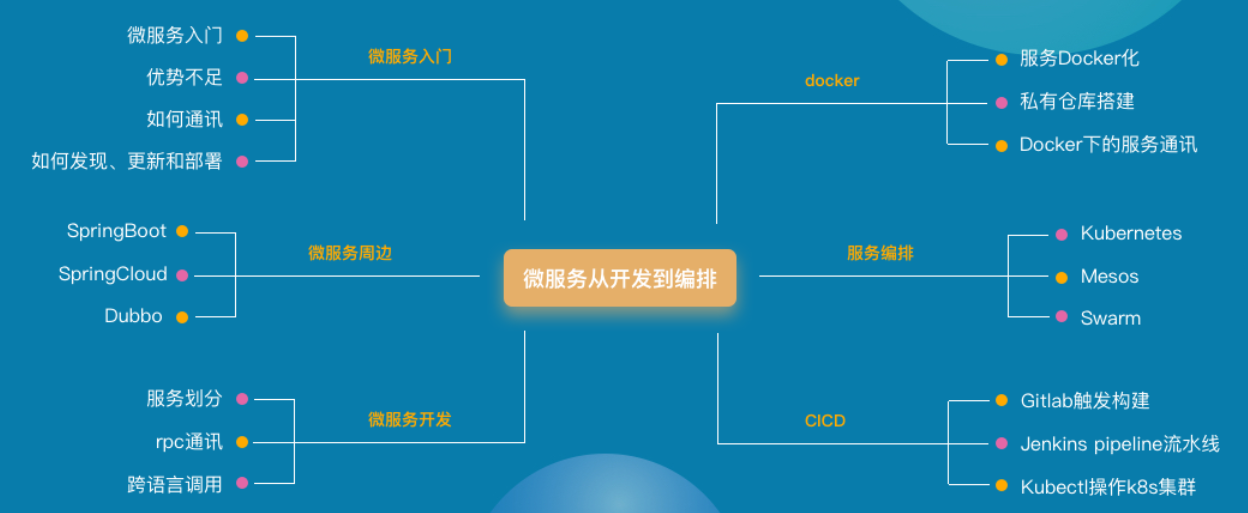 微服务从开发到编排
微服务入门
微服务入门
优势不足
如何通讯
如何发现、更新和部署
微服务周边
SpringBoot
SpringCloud
Dubbo
微服务开发
服务划分
rpc通讯
跨语言调用
docker
服务Docker化
私有仓库搭建
Docker下的服务通讯
服务编排
Kubernetes
Mesos
Swarm
CICD
Gitlab触发构建
Jenkins pipeline流水线
Kubectl操作k8s集群